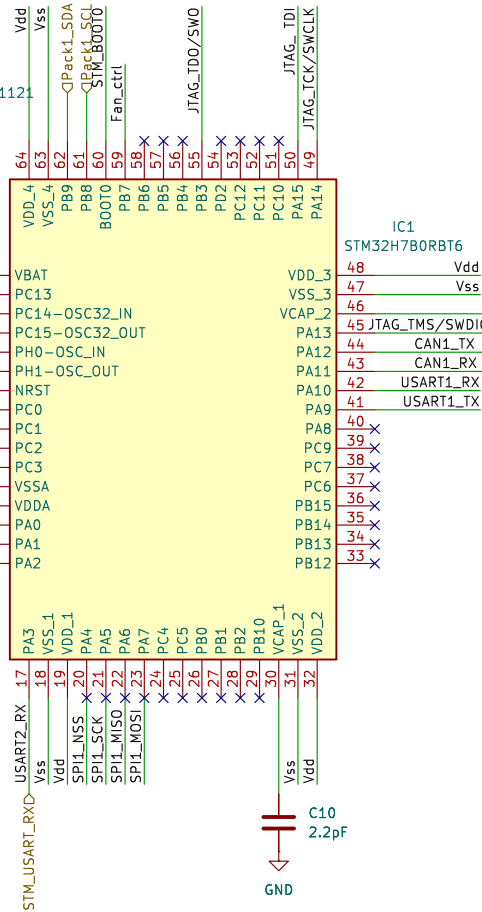 Vdd
Vss
Pack1_SDA
Pack1_SCL
STM_BOOT0
Fan_ctrl
JTAG_TDO/SWO
JTAG_ TDI
JTAG_TCK/SWCLK
1121
64
63
62
61
60
59
58
57
56
55
54
53
52
51
50
49
VDD_4
VSS_4
PB9
PB8
BOOT0
PB7
PB6
PB5
PB4
PB3
PD2
PC12
PC11
PC10
PA15
PA14
IC1
STM32H7B0RBT6
VBAT
PC13
PC14-OSC32_IN
PC15-OSC32_OUT
PH0-OSC_IN
PH1-OSC_OUT
NRST
PC0
PC1
PC2
PC3
VSSA
VDDA
PA0
PA1
PA2
VDD_3 48 Vdd
VSS_3 47 Vss
VCAP_2 46
PA13 45 JTAG_TMS/SWDIO
PA12 44 CAN1_TX
PA11 43 CAN1_RX
PA10 42 USART1_RX
PA9 41 USART1_TX
PA8 40
PC9 39
PC7 38
PC6 37
PB15 36
PB14 35
PB13 34
PB12 33
PA3
VSS_1
VDD_1
PA4
PA5
PA6
PA7
PC4
PC5
PB0
PB1
PB2
PB10
VCAP_1
VSS_2
VDD_2
17
18
19
20
21
22
23
24
25
26
27
28
29
30
31
32
USART2_RX
Vss
Vdd
SPI1_NSS
SPI1_SCK
SPI1_MISO
SPI1_MOSI
Vss
Vdd
STM_USART_RX
C10
2.2pF
GND